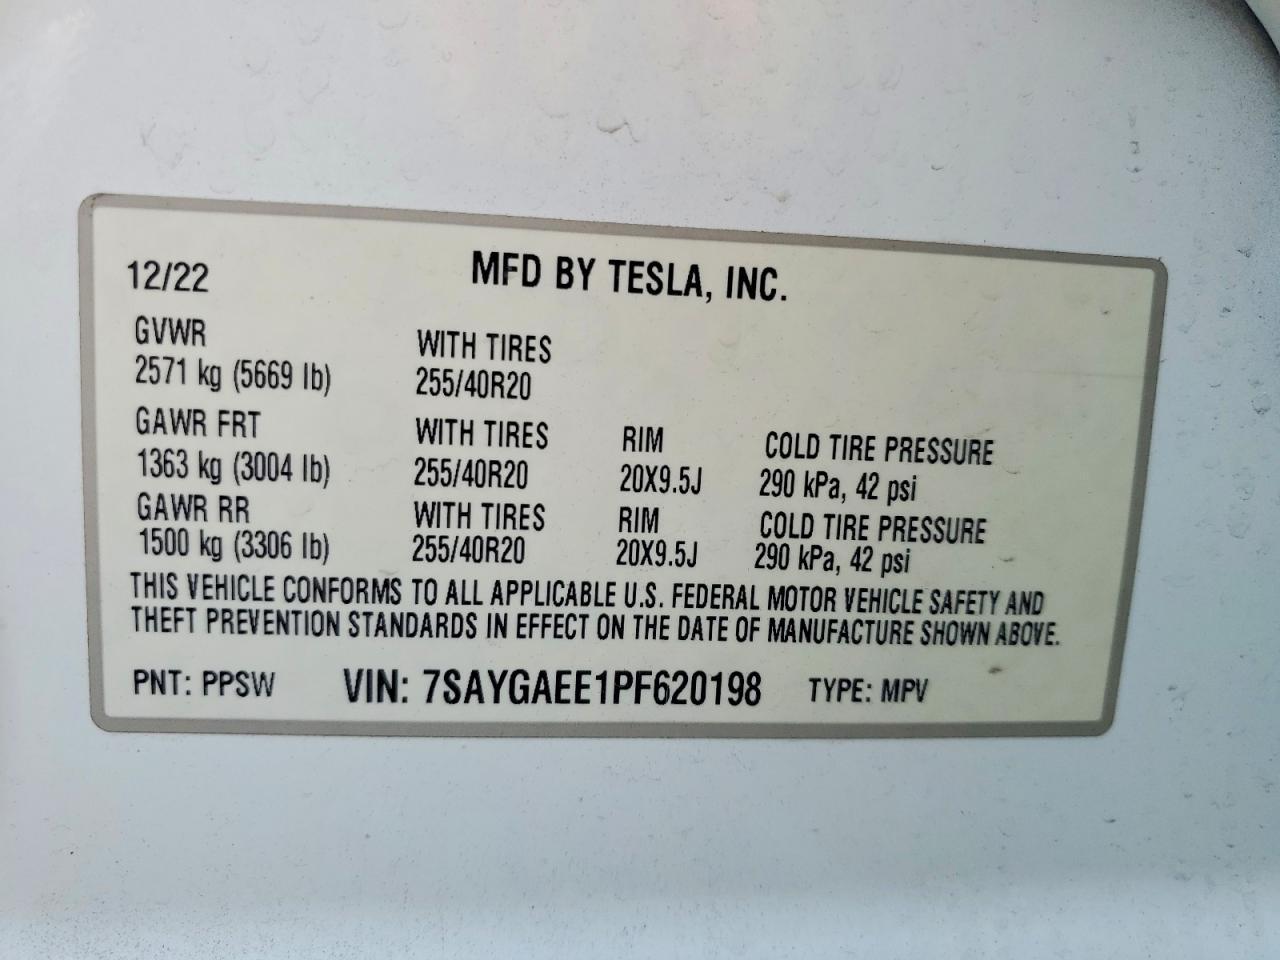 12/22 MFD BY TESLA, INC.
GVWR WITH TIRES
2571 kg (5669 lb) 255/40R20
GAWR FRT WITH TIRES RIM COLD TIRE PRESSURE
1363 kg (3004 lb) 255/40R20 20X9.5J 290 kPa, 42 psi
GAWR RR WITH TIRES RIM COLD TIRE PRESSURE
1500 kg (3306 lb) 255/40R20 20X9.5J 290 kPa, 42 psi
THIS VEHICLE CONFORMS TO ALL APPLICABLE U.S. FEDERAL MOTOR VEHICLE SAFETY AND
THEFT PREVENTION STANDARDS IN EFFECT ON THE DATE OF MANUFACTURE SHOWN ABOVE.
PNT: PPSW VIN: 7SAYGAEE1PF620198 TYPE: MPV